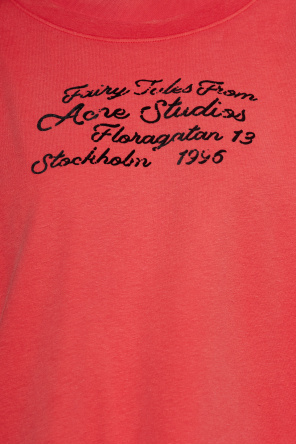 Fairy Tales From
Acne Studios
Floragatan 13
Stockholm 1996